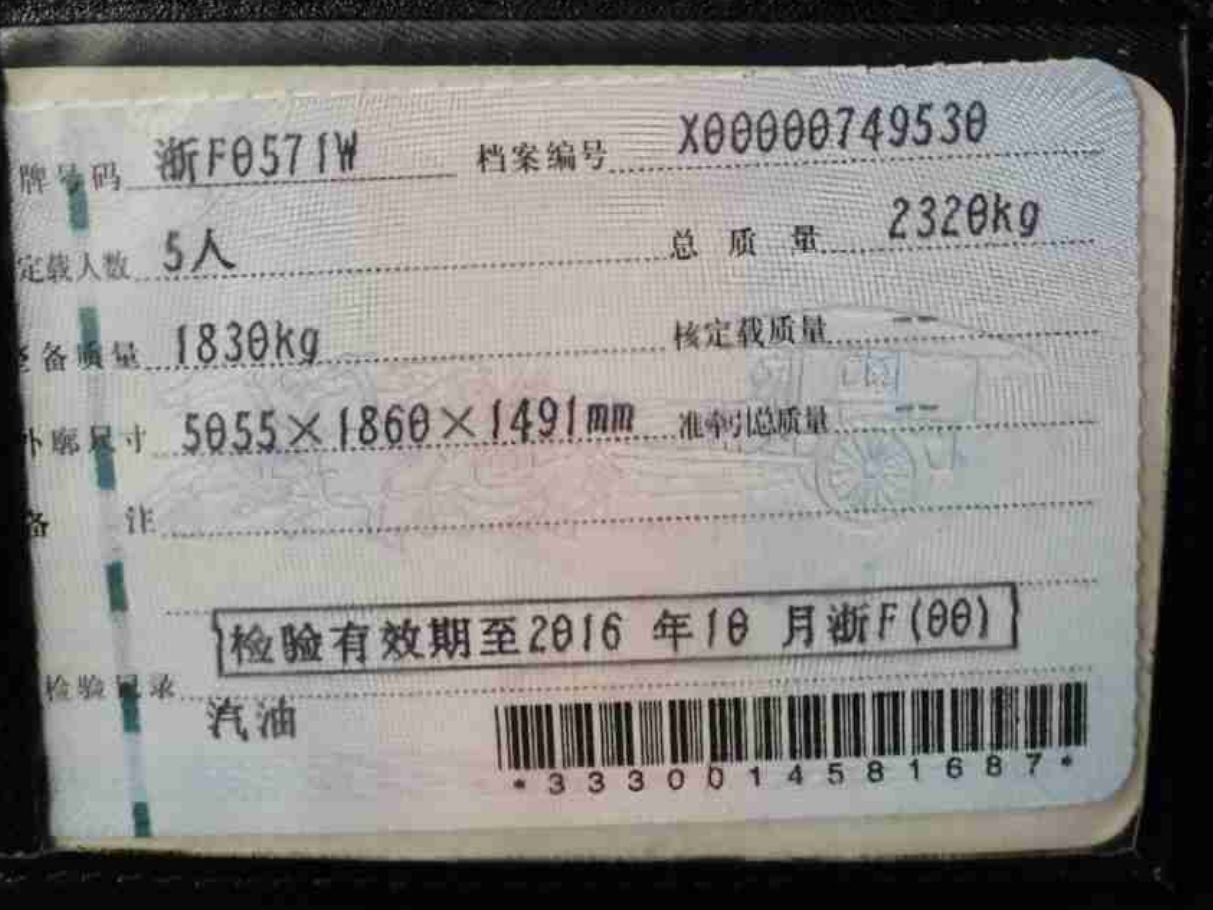 牌号码 浙F0571W 档案编号 X00000749530
定载人数 5人 总质量 2320kg
备质量 1830kg 核定载质量 --
外廓尺寸 5055×1860×1491mm 准牵引总质量 --
备注
检验有效期至2016 年10 月浙F(00)
检验记录
汽油
*3330014581687*